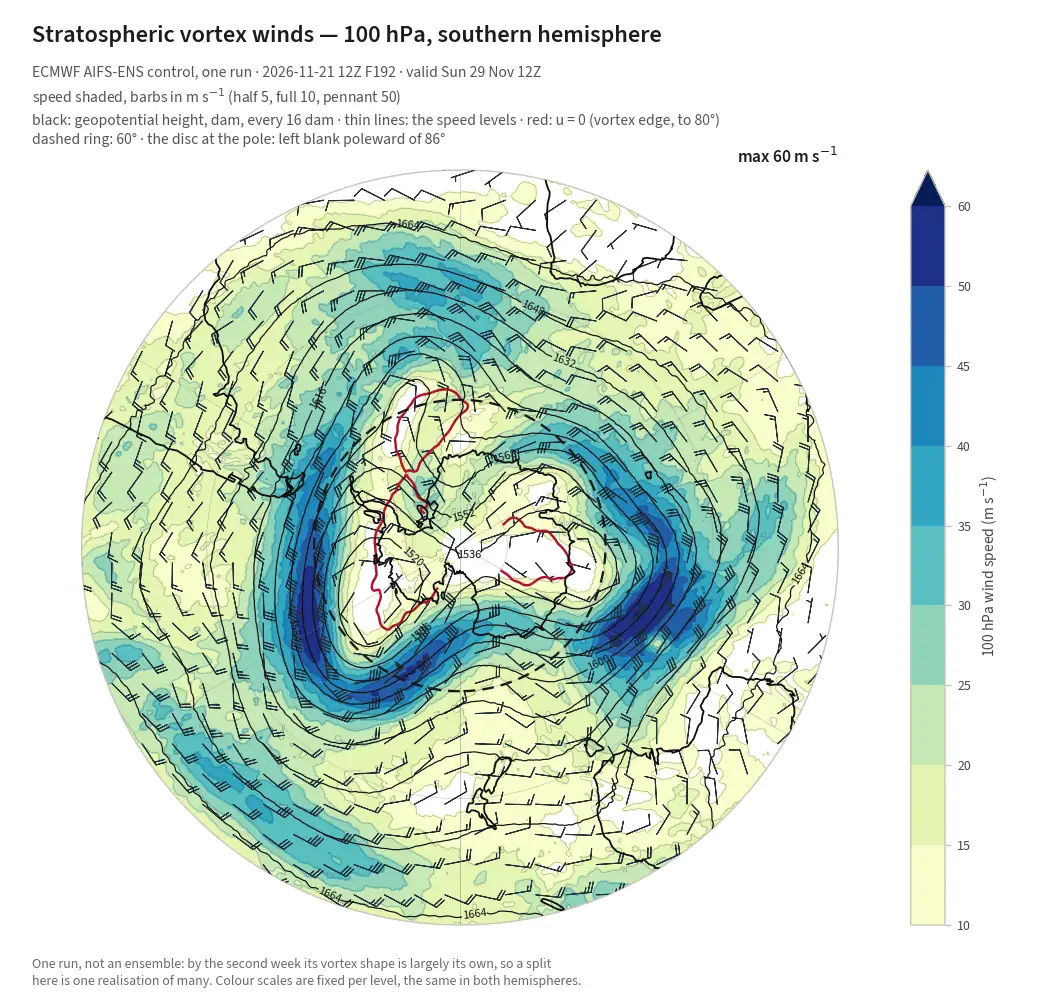 Stratospheric vortex winds — 100 hPa, southern hemisphere
ECMWF AIFS-ENS control, one run · 2026-11-21 12Z F192 · valid Sun 29 Nov 12Z
speed shaded, barbs in m s⁻¹ (half 5, full 10, pennant 50)
black: geopotential height, dam, every 16 dam · thin lines: the speed levels · red: u = 0 (vortex edge, to 80°)
dashed ring: 60° · the disc at the pole: left blank poleward of 86°
max 60 m s⁻¹
60
50
45
40
35
30
25
20
15
10
100 hPa wind speed (m s⁻¹)
1664
1648
1632
1616
1568
1552
1536
1520
1600
1664
1664
1664
One run, not an ensemble: by the second week its vortex shape is largely its own, so a split
here is one realisation of many. Colour scales are fixed per level, the same in both hemispheres.